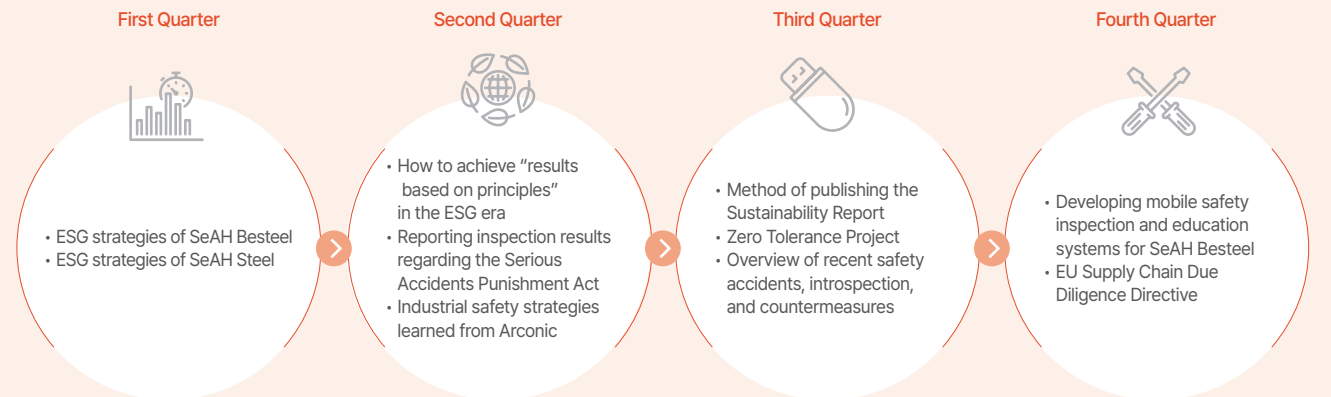 First Quarter
• ESG strategies of SeAH Besteel
• ESG strategies of SeAH Steel
Second Quarter
• How to achieve “results
based on principles”
in the ESG era
• Reporting inspection results
regarding the Serious
Accidents Punishment Act
• Industrial safety strategies
learned from Arconic
Third Quarter
• Method of publishing the
Sustainability Report
• Zero Tolerance Project
• Overview of recent safety
accidents, introspection,
and countermeasures
Fourth Quarter
• Developing mobile safety
inspection and education
systems for SeAH Besteel
• EU Supply Chain Due
Diligence Directive